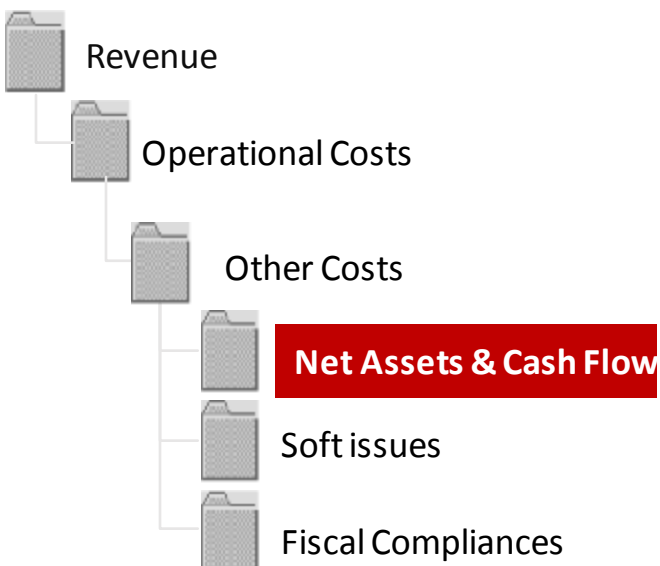 Revenue
Operational Costs
Other Costs
Net Assets & Cash Flow
Soft issues
Fiscal Compliances